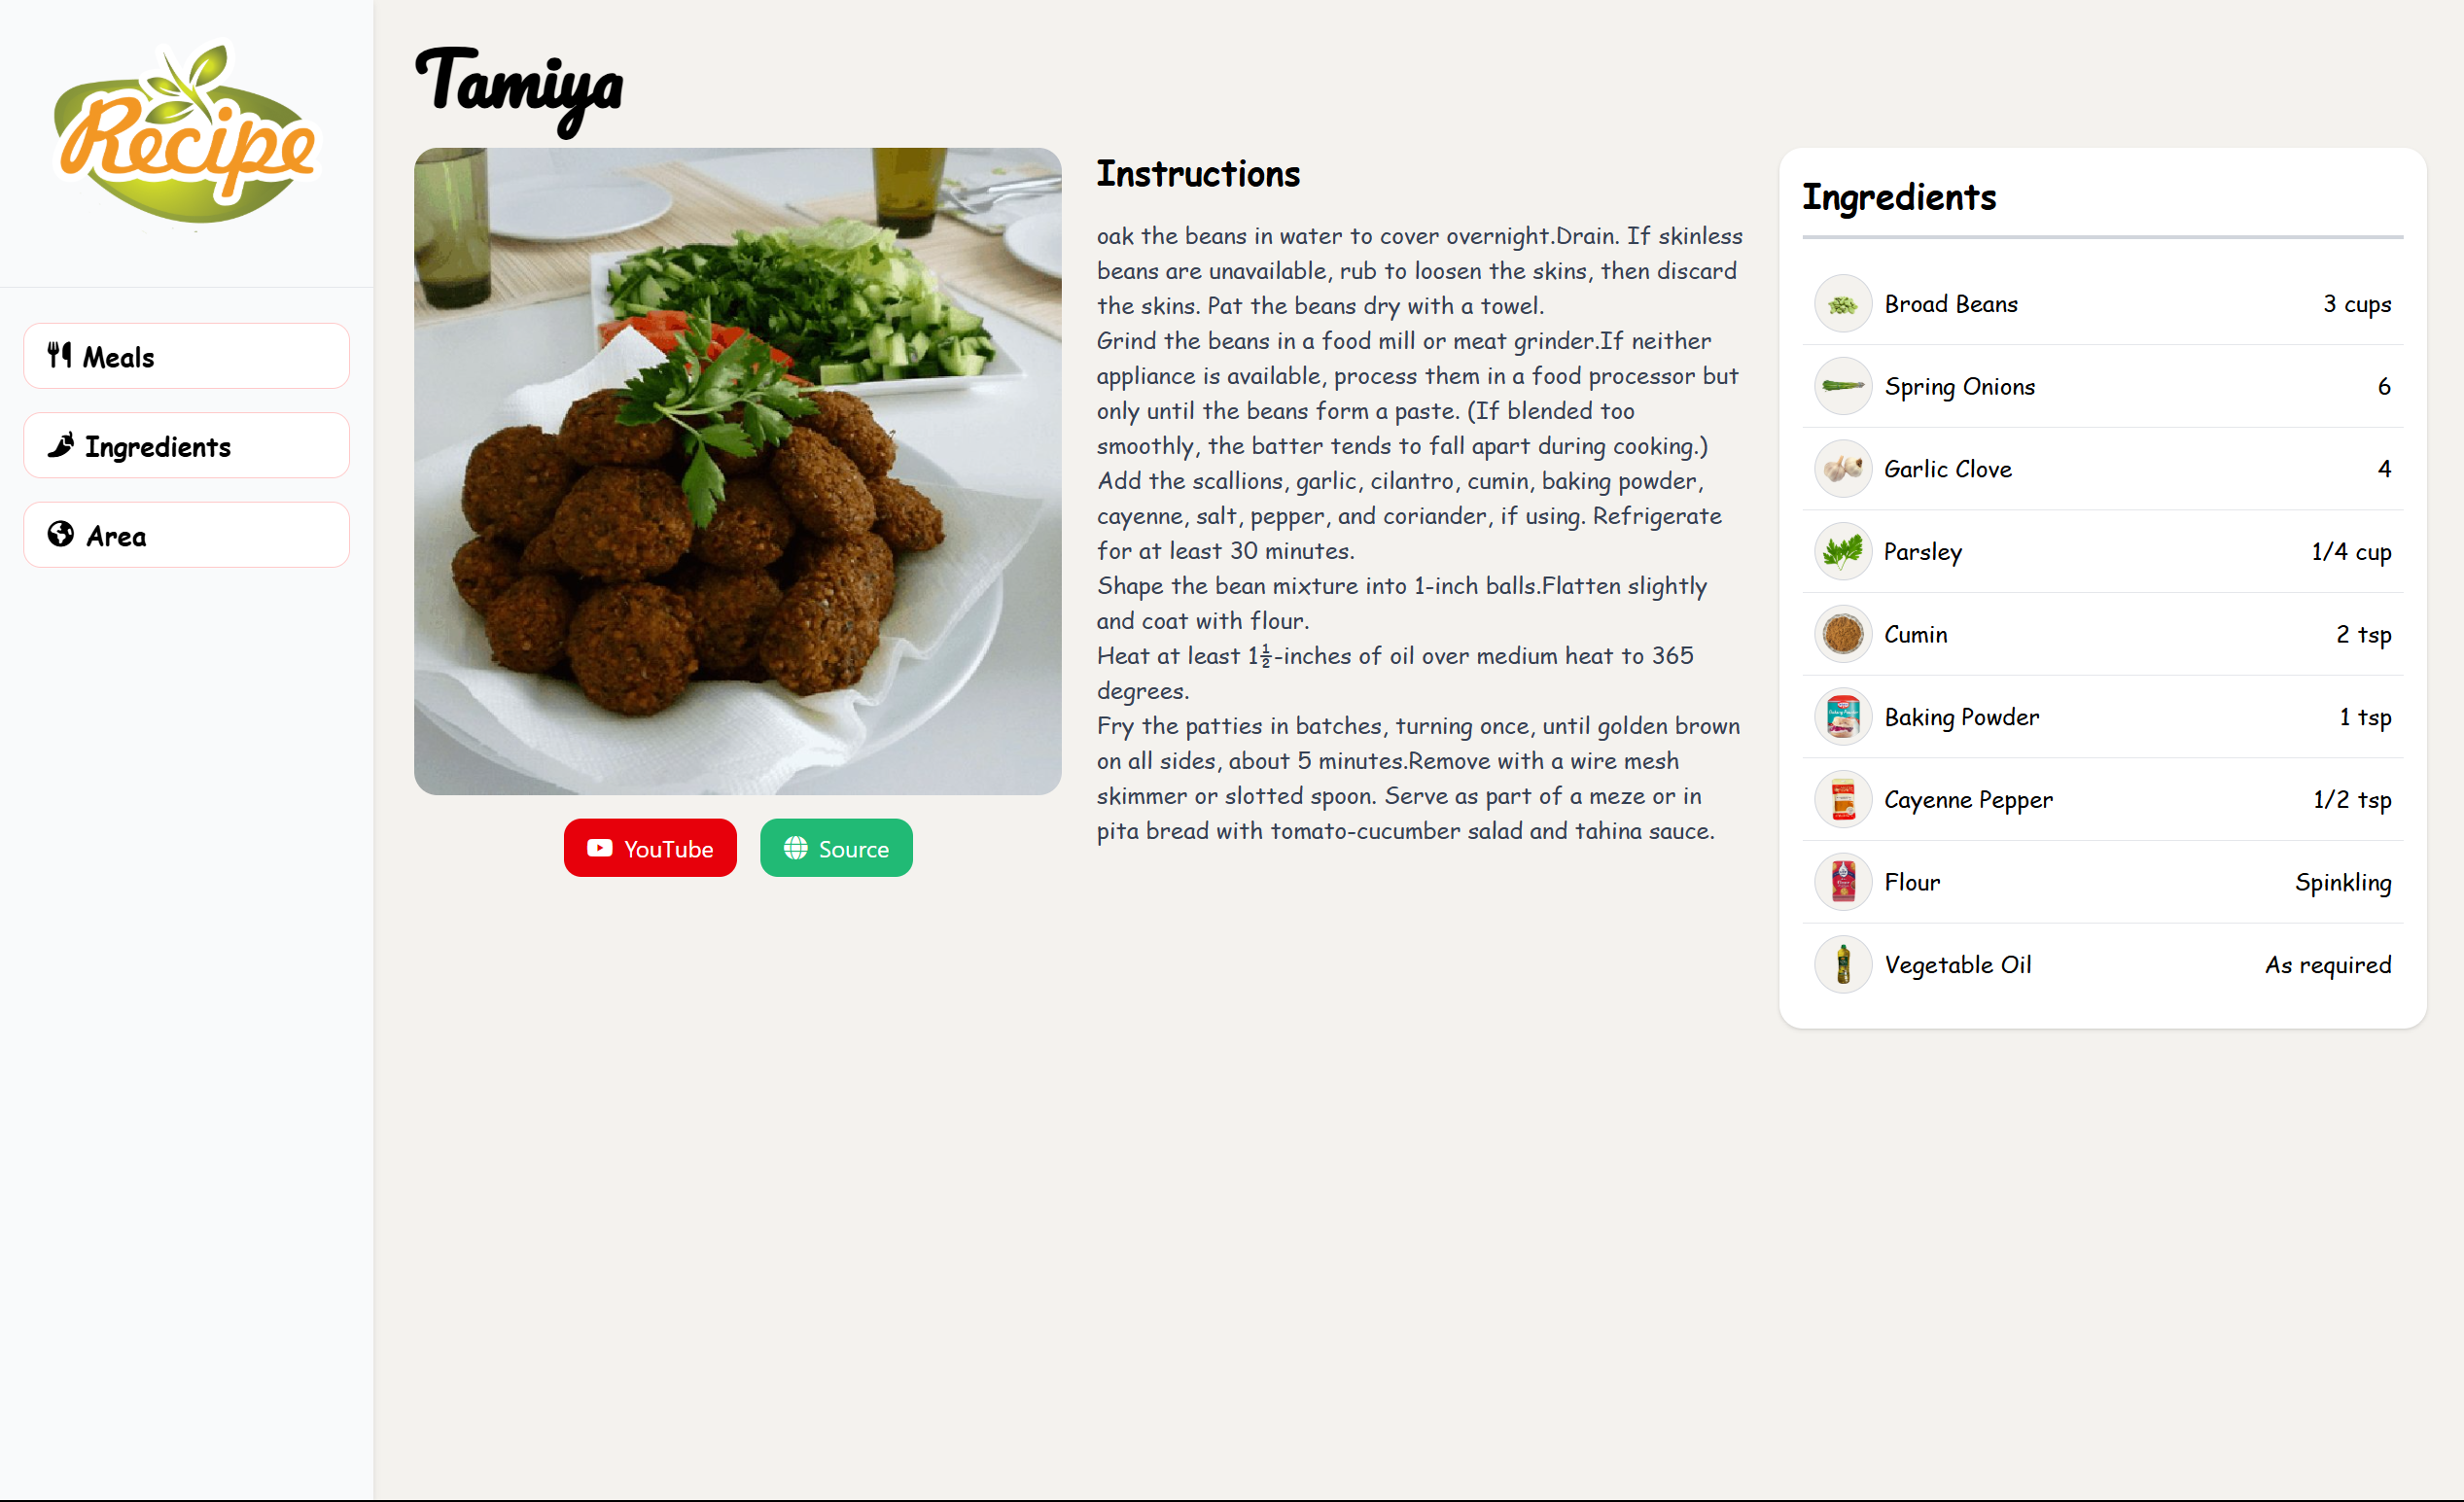 Recipe
Meals
Ingredients
Area
Tamiya
YouTube
Source
Instructions
oak the beans in water to cover overnight.Drain. If skinless
beans are unavailable, rub to loosen the skins, then discard
the skins. Pat the beans dry with a towel.
Grind the beans in a food mill or meat grinder.If neither
appliance is available, process them in a food processor but
only until the beans form a paste. (If blended too
smoothly, the batter tends to fall apart during cooking.)
Add the scallions, garlic, cilantro, cumin, baking powder,
cayenne, salt, pepper, and coriander, if using. Refrigerate
for at least 30 minutes.
Shape the bean mixture into 1-inch balls.Flatten slightly
and coat with flour.
Heat at least 1½-inches of oil over medium heat to 365
degrees.
Fry the patties in batches, turning once, until golden brown
on all sides, about 5 minutes.Remove with a wire mesh
skimmer or slotted spoon. Serve as part of a meze or in
pita bread with tomato-cucumber salad and tahina sauce.
Ingredients
Broad Beans 3 cups
Spring Onions 6
Garlic Clove 4
Parsley 1/4 cup
Cumin 2 tsp
Baking Powder 1 tsp
Cayenne Pepper 1/2 tsp
Flour Spinkling
Vegetable Oil As required